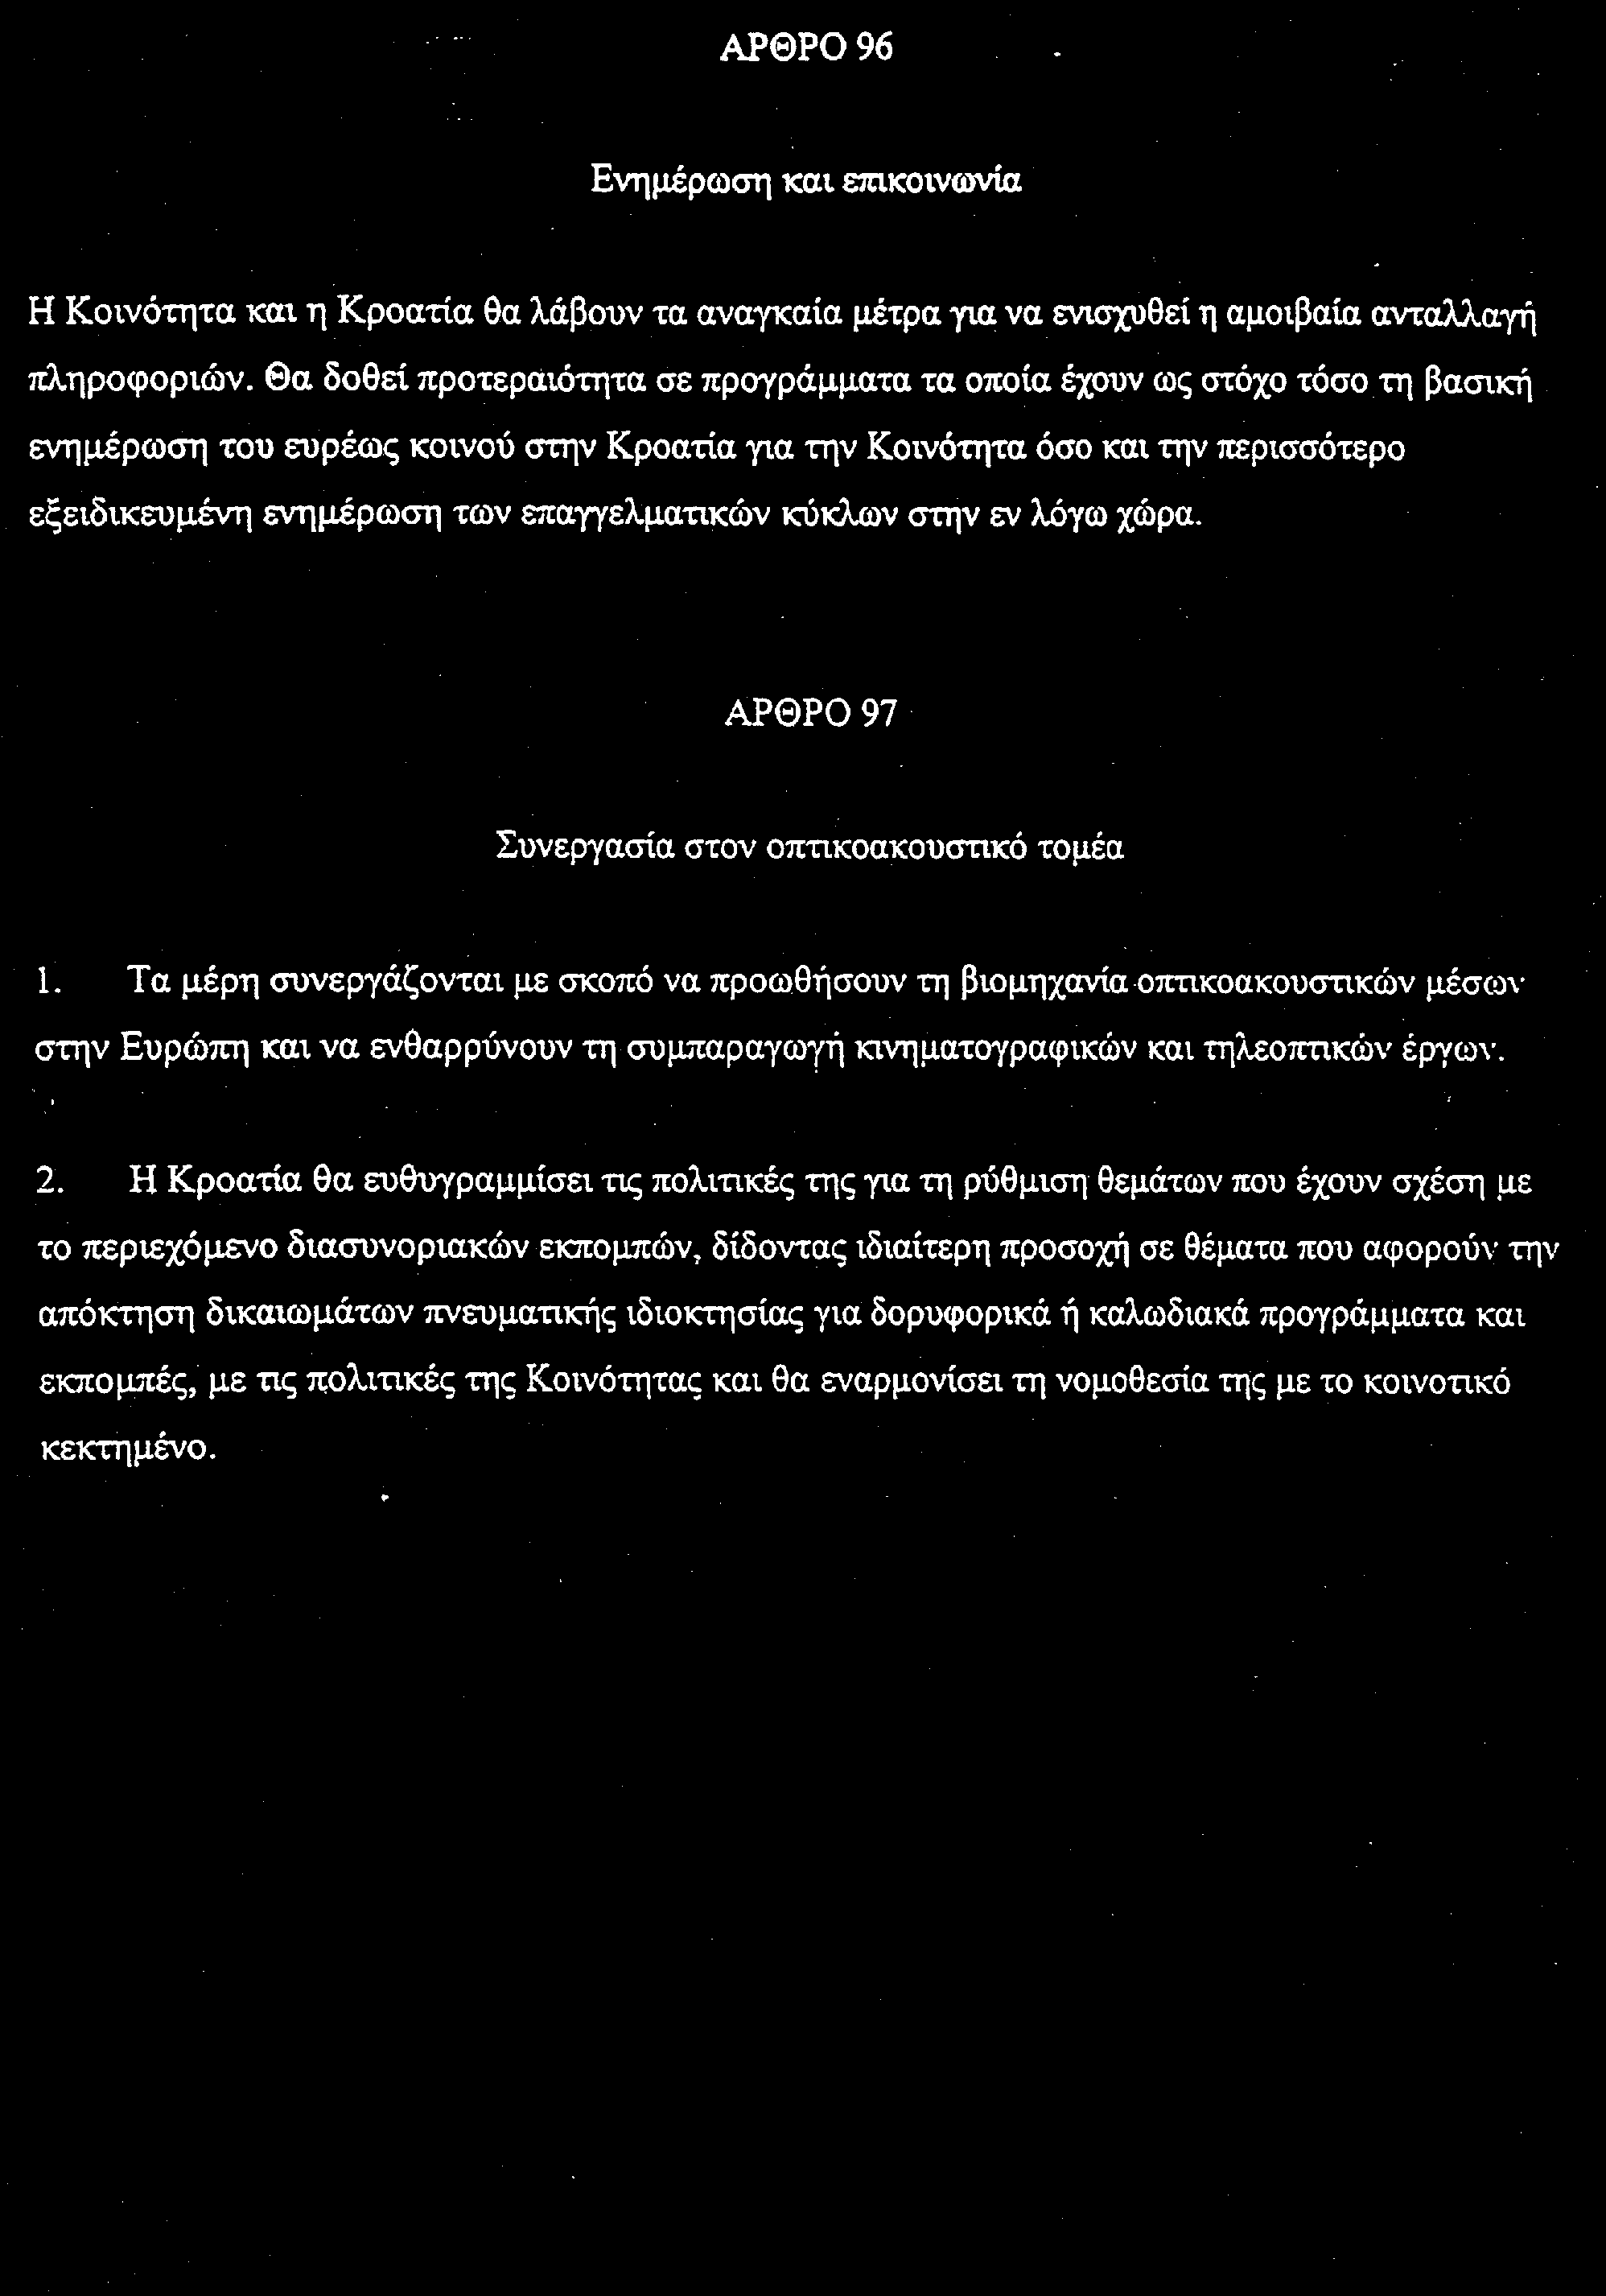 ΑΡΘΡΟ 96
Ενημέρωση και επικοινωνία
Η Κοινότητα και η Κροατία θα λάβουν τα αναγκαία μέτρα για να ενισχυθεί η αμοιβαία ανταλλαγή
πληροφοριών. Θα δοθεί προτεραιότητα σε προγράμματα τα οποία έχουν ως στόχο τόσο τη βασική
ενημέρωση του ευρέως κοινού στην Κροατία για την Κοινότητα όσο και την περισσότερο
εξειδικευμένη ενημέρωση των επαγγελματικών κύκλων στην εν λόγω χώρα.
ΑΡΘΡΟ 97
Συνεργασία στον οπτικοακουστικό τομέα
1. Τα μέρη συνεργάζονται με σκοπό να προωθήσουν τη βιομηχανία οπτικοακουστικών μέσων
στην Ευρώπη και να ενθαρρύνουν τη συμπαραγωγή κινηματογραφικών και τηλεοπτικών έργων.
2. Η Κροατία θα ευθυγραμμίσει τις πολιτικές της για τη ρύθμιση θεμάτων που έχουν σχέση με
το περιεχόμενο διασυνοριακών εκπομπών, δίδοντας ιδιαίτερη προσοχή σε θέματα που αφορούν την
απόκτηση δικαιωμάτων πνευματικής ιδιοκτησίας για δορυφορικά ή καλωδιακά προγράμματα και
εκπομπές, με τις πολιτικές της Κοινότητας και θα εναρμονίσει τη νομοθεσία της με το κοινοτικό
κεκτημένο.